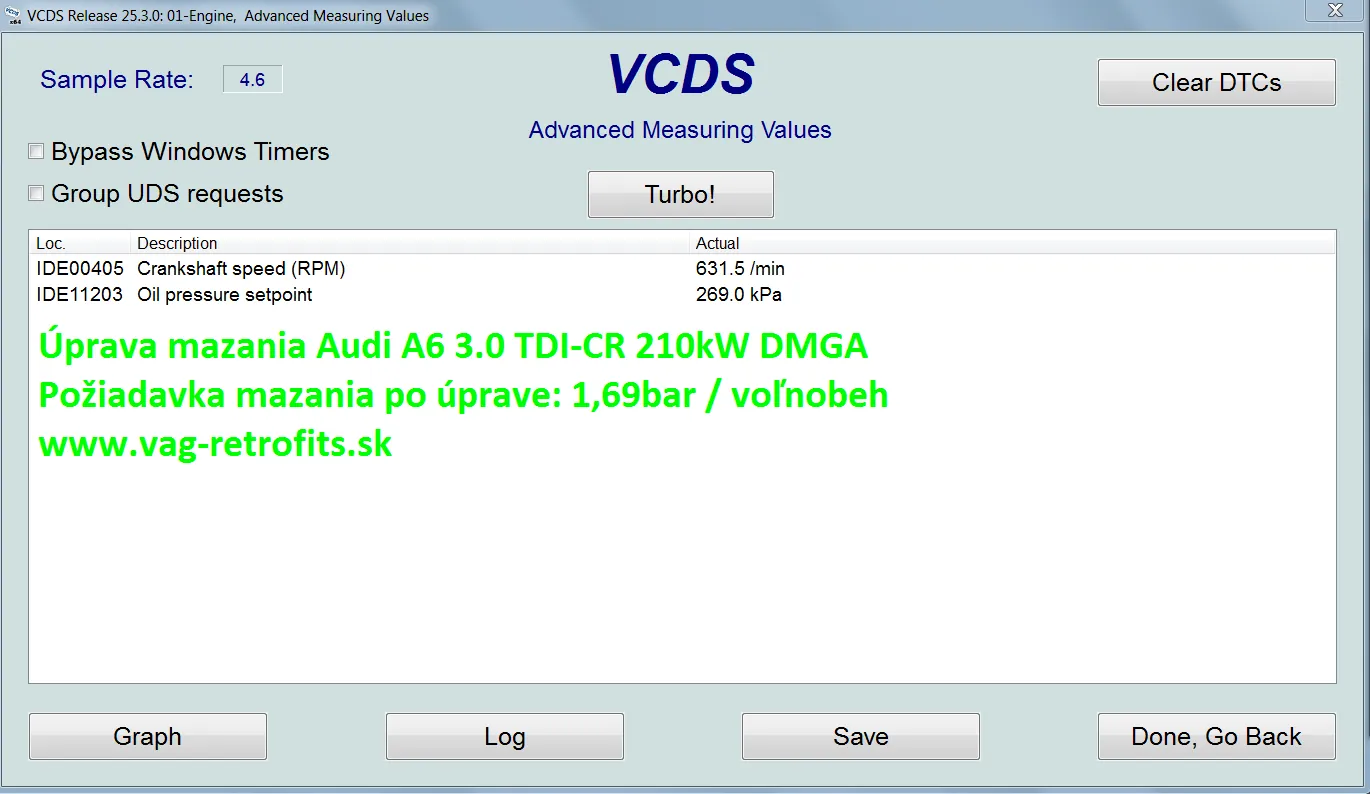 VCDS Release 25.3.0: 01-Engine, Advanced Measuring Values
Sample Rate: 4.6
VCDS
Clear DTCs
Advanced Measuring Values
Bypass Windows Timers
Group UDS requests
Turbo!
Loc. Description Actual
IDE00405 Crankshaft speed (RPM) 631.5 /min
IDE11203 Oil pressure setpoint 269.0 kPa
Úprava mazania Audi A6 3.0 TDI-CR 210kW DMGA
Požiadavka mazania po úprave: 1,69bar / voľnobeh
www.vag-retrofits.sk
Graph Log Save Done, Go Back